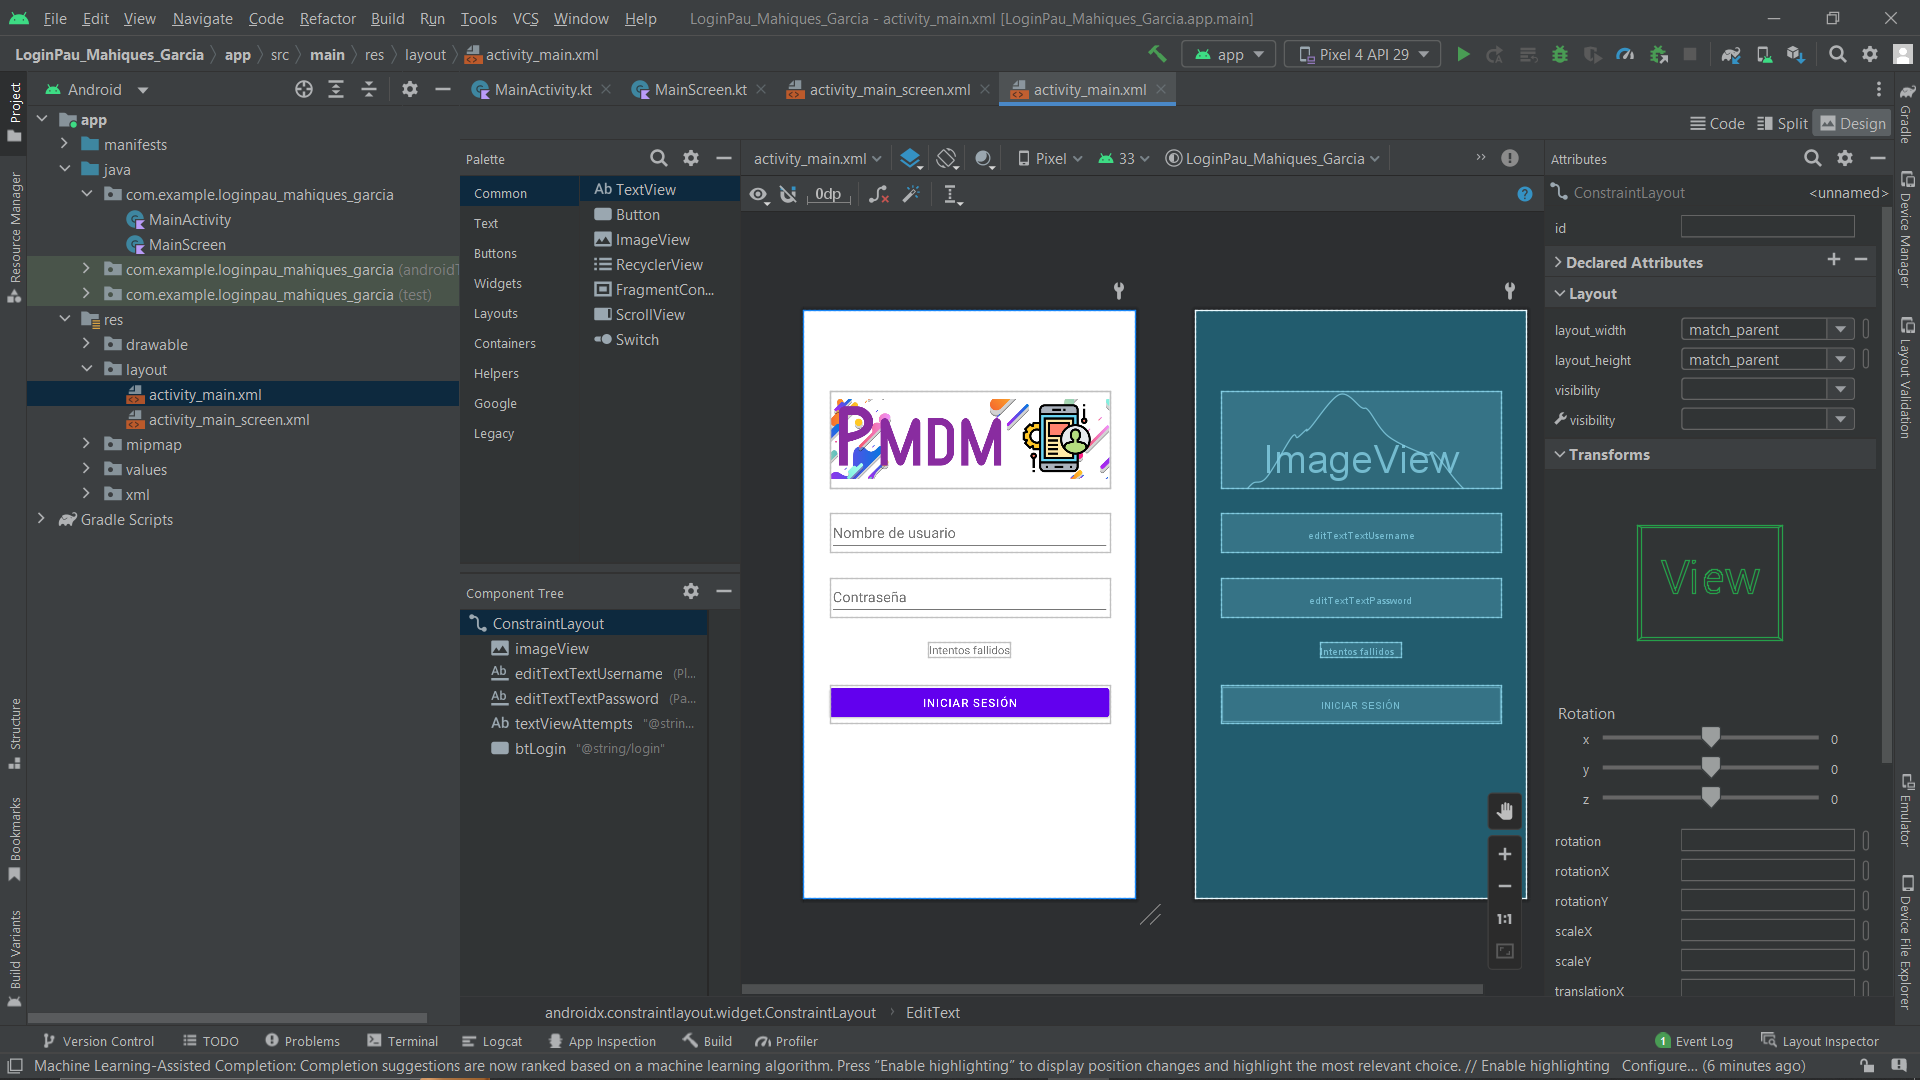 File Edit View Navigate Code Refactor Build Run Tools VCS Window Help LoginPau_Mahiques_Garcia - activity_main.xml [LoginPau_Mahiques_Garcia.app.main]
LoginPau_Mahiques_Garcia app src main res layout activity_main.xml app Pixel 4 API 29
Android MainActivity.kt MainScreen.kt activity_main_screen.xml activity_main.xml
Code Split Design
Project
Resource Manager
Structure
Bookmarks
Build Variants
app
manifests
java
com.example.loginpau_mahiques_garcia
MainActivity
MainScreen
com.example.loginpau_mahiques_garcia (androidT
com.example.loginpau_mahiques_garcia (test)
res
drawable
layout
activity_main.xml
activity_main_screen.xml
mipmap
values
xml
Gradle Scripts
Palette
Common
Text
Buttons
Widgets
Layouts
Containers
Helpers
Google
Legacy
Ab TextView
Button
ImageView
RecyclerView
FragmentCon...
ScrollView
Switch
Component Tree
ConstraintLayout
imageView
Ab editTextTextUsername (Pl...
Ab editTextTextPassword (Pa...
Ab textViewAttempts "@strin...
btLogin "@string/login"
activity_main.xml Pixel 33 LoginPau_Mahiques_Garcia >>
0dp ?
PMDM
Nombre de usuario
Contraseña
Intentos fallidos
INICIAR SESIÓN
ImageView
editTextTextUsername
editTextTextPassword
Intentos fallidos
INICIAR SESIÓN
1:1
androidx.constraintlayout.widget.ConstraintLayout EditText
Attributes
ConstraintLayout <unnamed>
id
Declared Attributes
Layout
layout_width match_parent
layout_height match_parent
visibility
visibility
Transforms
View
Rotation
x 0
y 0
z 0
rotation
rotationX
rotationY
scaleX
scaleY
translationX
Gradle
Device Manager
Layout Validation
Emulator
Device File Explorer
Version Control TODO Problems Terminal Logcat App Inspection Build Profiler 1 Event Log Layout Inspector
Machine Learning-Assisted Completion: Completion suggestions are now ranked based on a machine learning algorithm. Press “Enable highlighting” to display position changes and highlight the most relevant choice. // Enable highlighting Configure... (6 minutes ago)